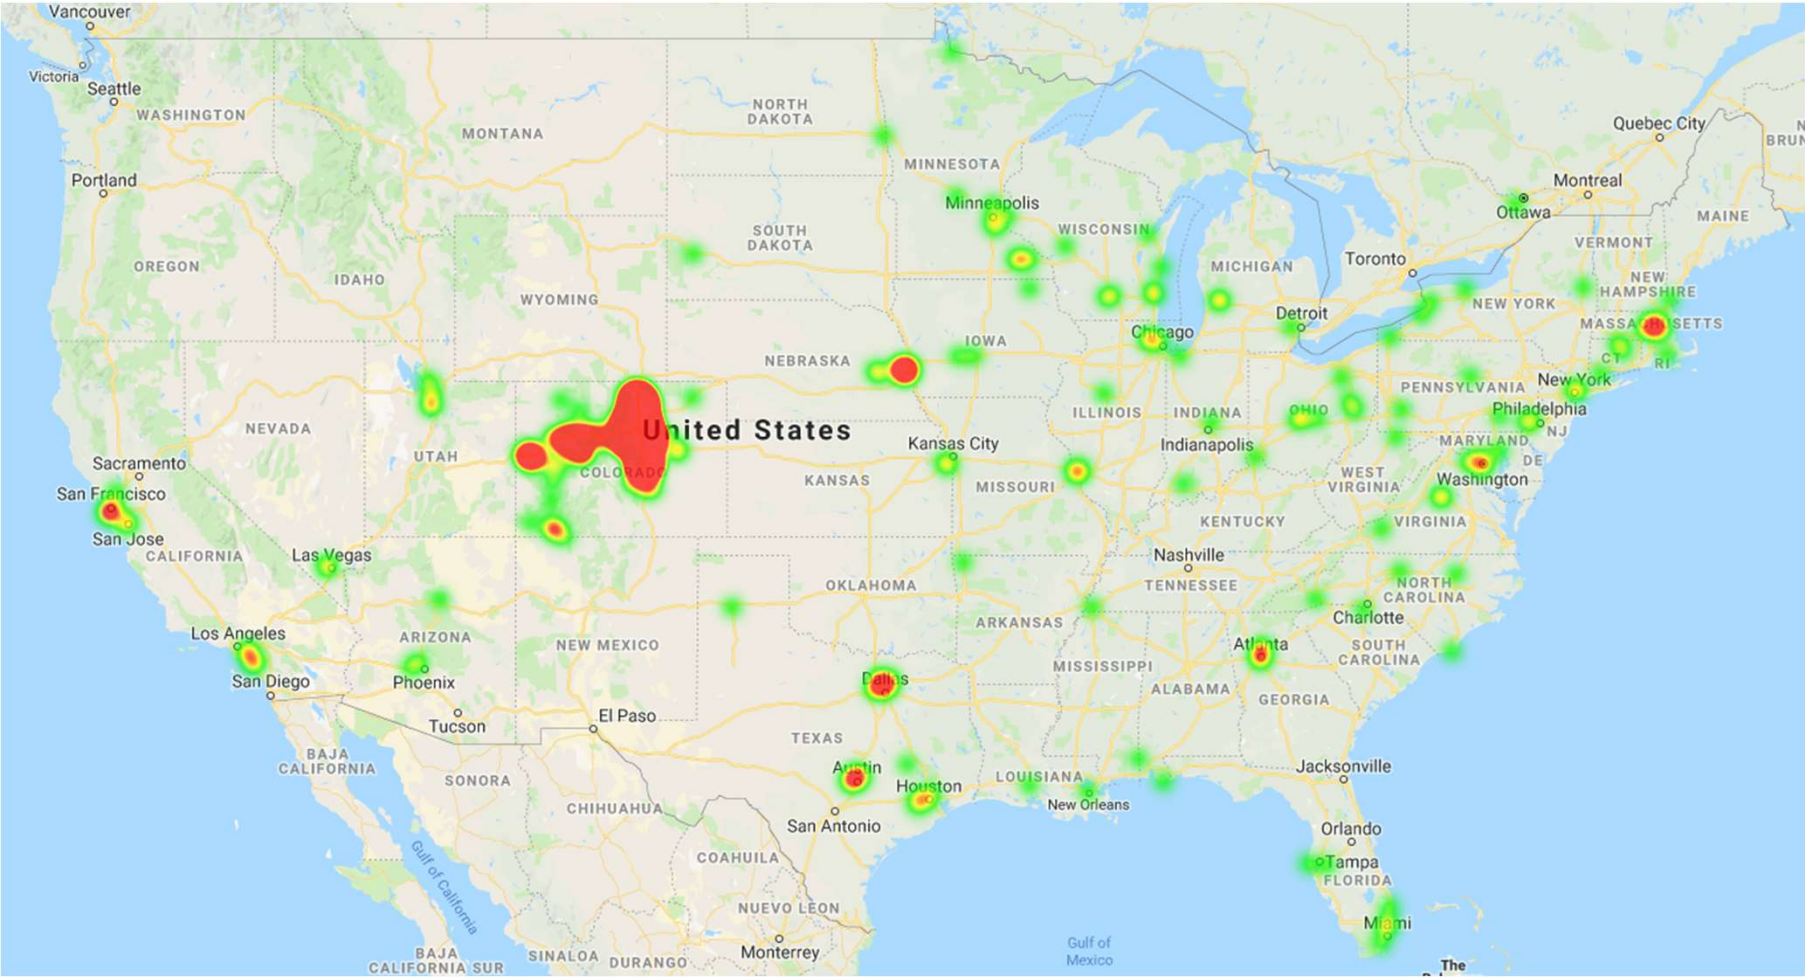 Vancouver
Victoria
Seattle
WASHINGTON
MONTANA
NORTH
DAKOTA
MINNESOTA
Quebec City
Montreal
Ottawa
MAINE
N
BRUN
Portland
OREGON
IDAHO
WYOMING
SOUTH
DAKOTA
Minneapolis
WISCONSIN
MICHIGAN
Toronto
VERMONT
NEW
HAMPSHIRE
NEW YORK
MASSACHUSETTS
CT
RI
Detroit
Chicago
IOWA
NEBRASKA
NEVADA
UTAH
COLORADO
United States
Kansas City
KANSAS
MISSOURI
ILLINOIS
INDIANA
Indianapolis
OHIO
PENNSYLVANIA
New York
Philadelphia
NJ
MARYLAND
DE
Washington
WEST
VIRGINIA
VIRGINIA
KENTUCKY
Sacramento
San Francisco
San Jose
CALIFORNIA
Las Vegas
Los Angeles
San Diego
ARIZONA
Phoenix
Tucson
NEW MEXICO
El Paso
OKLAHOMA
ARKANSAS
Nashville
TENNESSEE
NORTH
CAROLINA
Charlotte
SOUTH
CAROLINA
Atlanta
GEORGIA
ALABAMA
MISSISSIPPI
Dallas
TEXAS
Austin
Houston
San Antonio
LOUISIANA
New Orleans
Jacksonville
Orlando
Tampa
FLORIDA
Miami
BAJA
CALIFORNIA
SONORA
CHIHUAHUA
COAHUILA
NUEVO LEON
Monterrey
Gulf of California
BAJA
CALIFORNIA SUR
SINALOA
DURANGO
Gulf of
Mexico
The